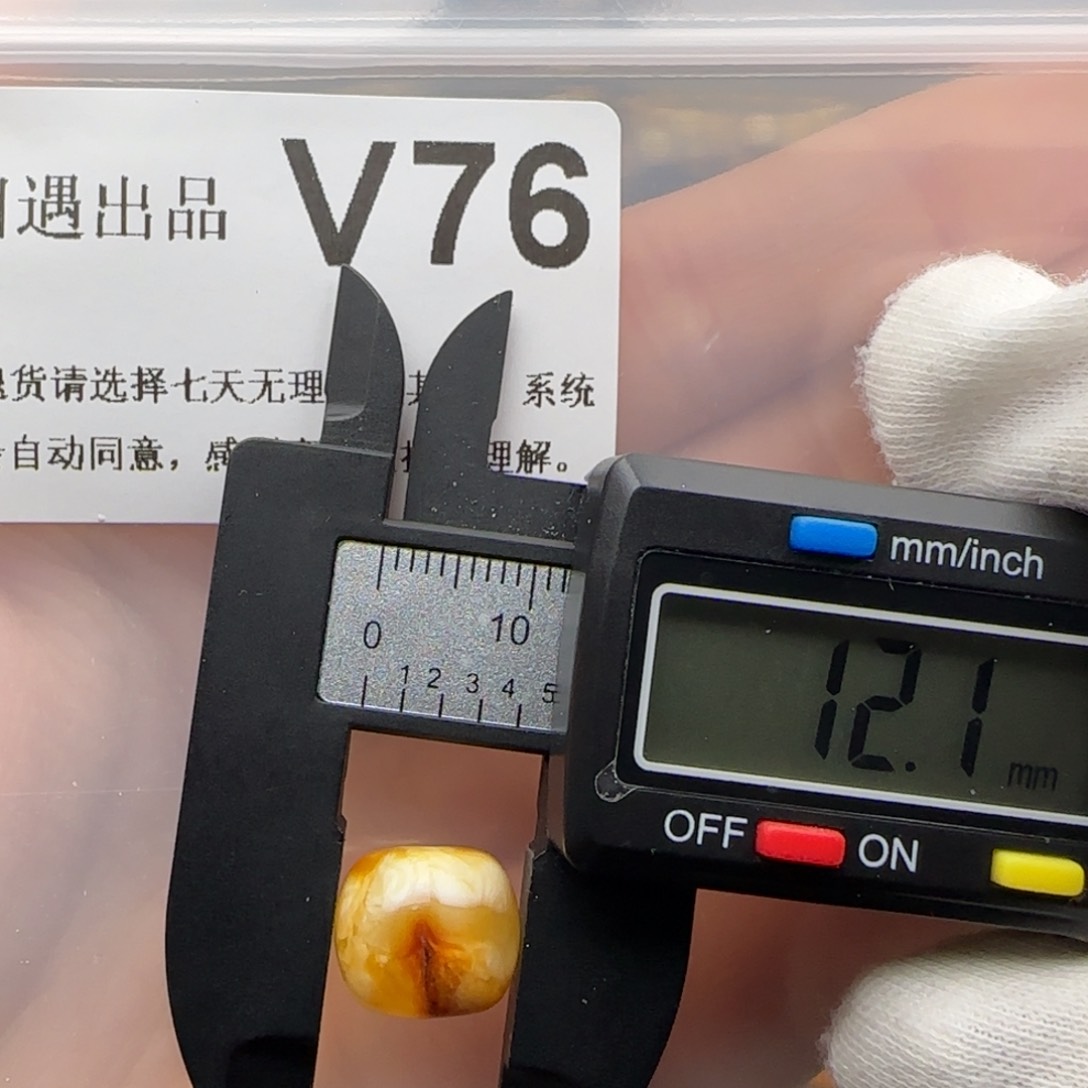 遇出品 V76
货请选择七天无理 系统
自动同意，感 理解。
mm/inch
0 10
1 2 3 4 5
12.1 mm
OFF ON